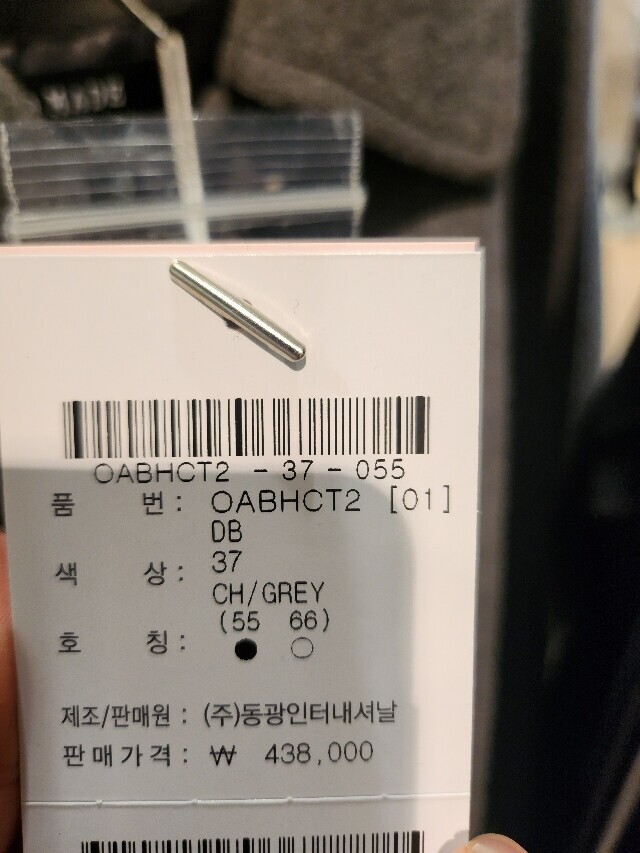 OABHCT2 - 37 - 055
품 번 : OABHCT2 [01]
DB
색 상 : 37
CH/GREY
(55 66)
호 칭 : ● ○
제조/판매원 : (주)동광인터내셔날
판매가격 : ₩ 438,000